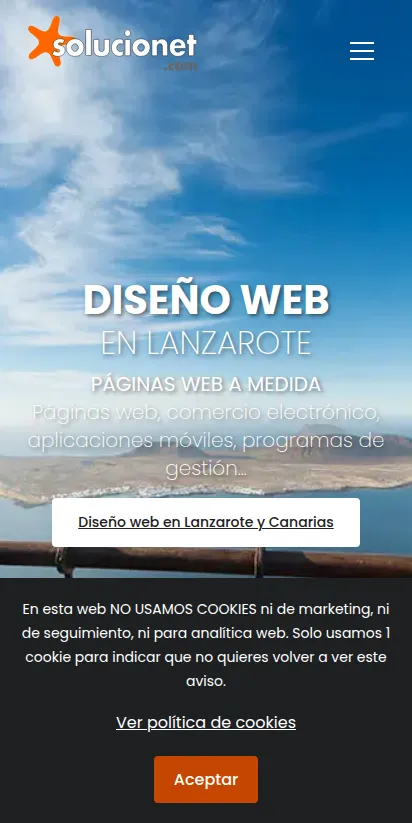 solucionet
.com
DISEÑO WEB
EN LANZAROTE
PÁGINAS WEB A MEDIDA
Páginas web, comercio electrónico,
aplicaciones móviles, programas de
gestión...
Diseño web en Lanzarote y Canarias
En esta web NO USAMOS COOKIES ni de marketing, ni
de seguimiento, ni para analítica web. Solo usamos 1
cookie para indicar que no quieres volver a ver este
aviso.
Ver política de cookies
Aceptar